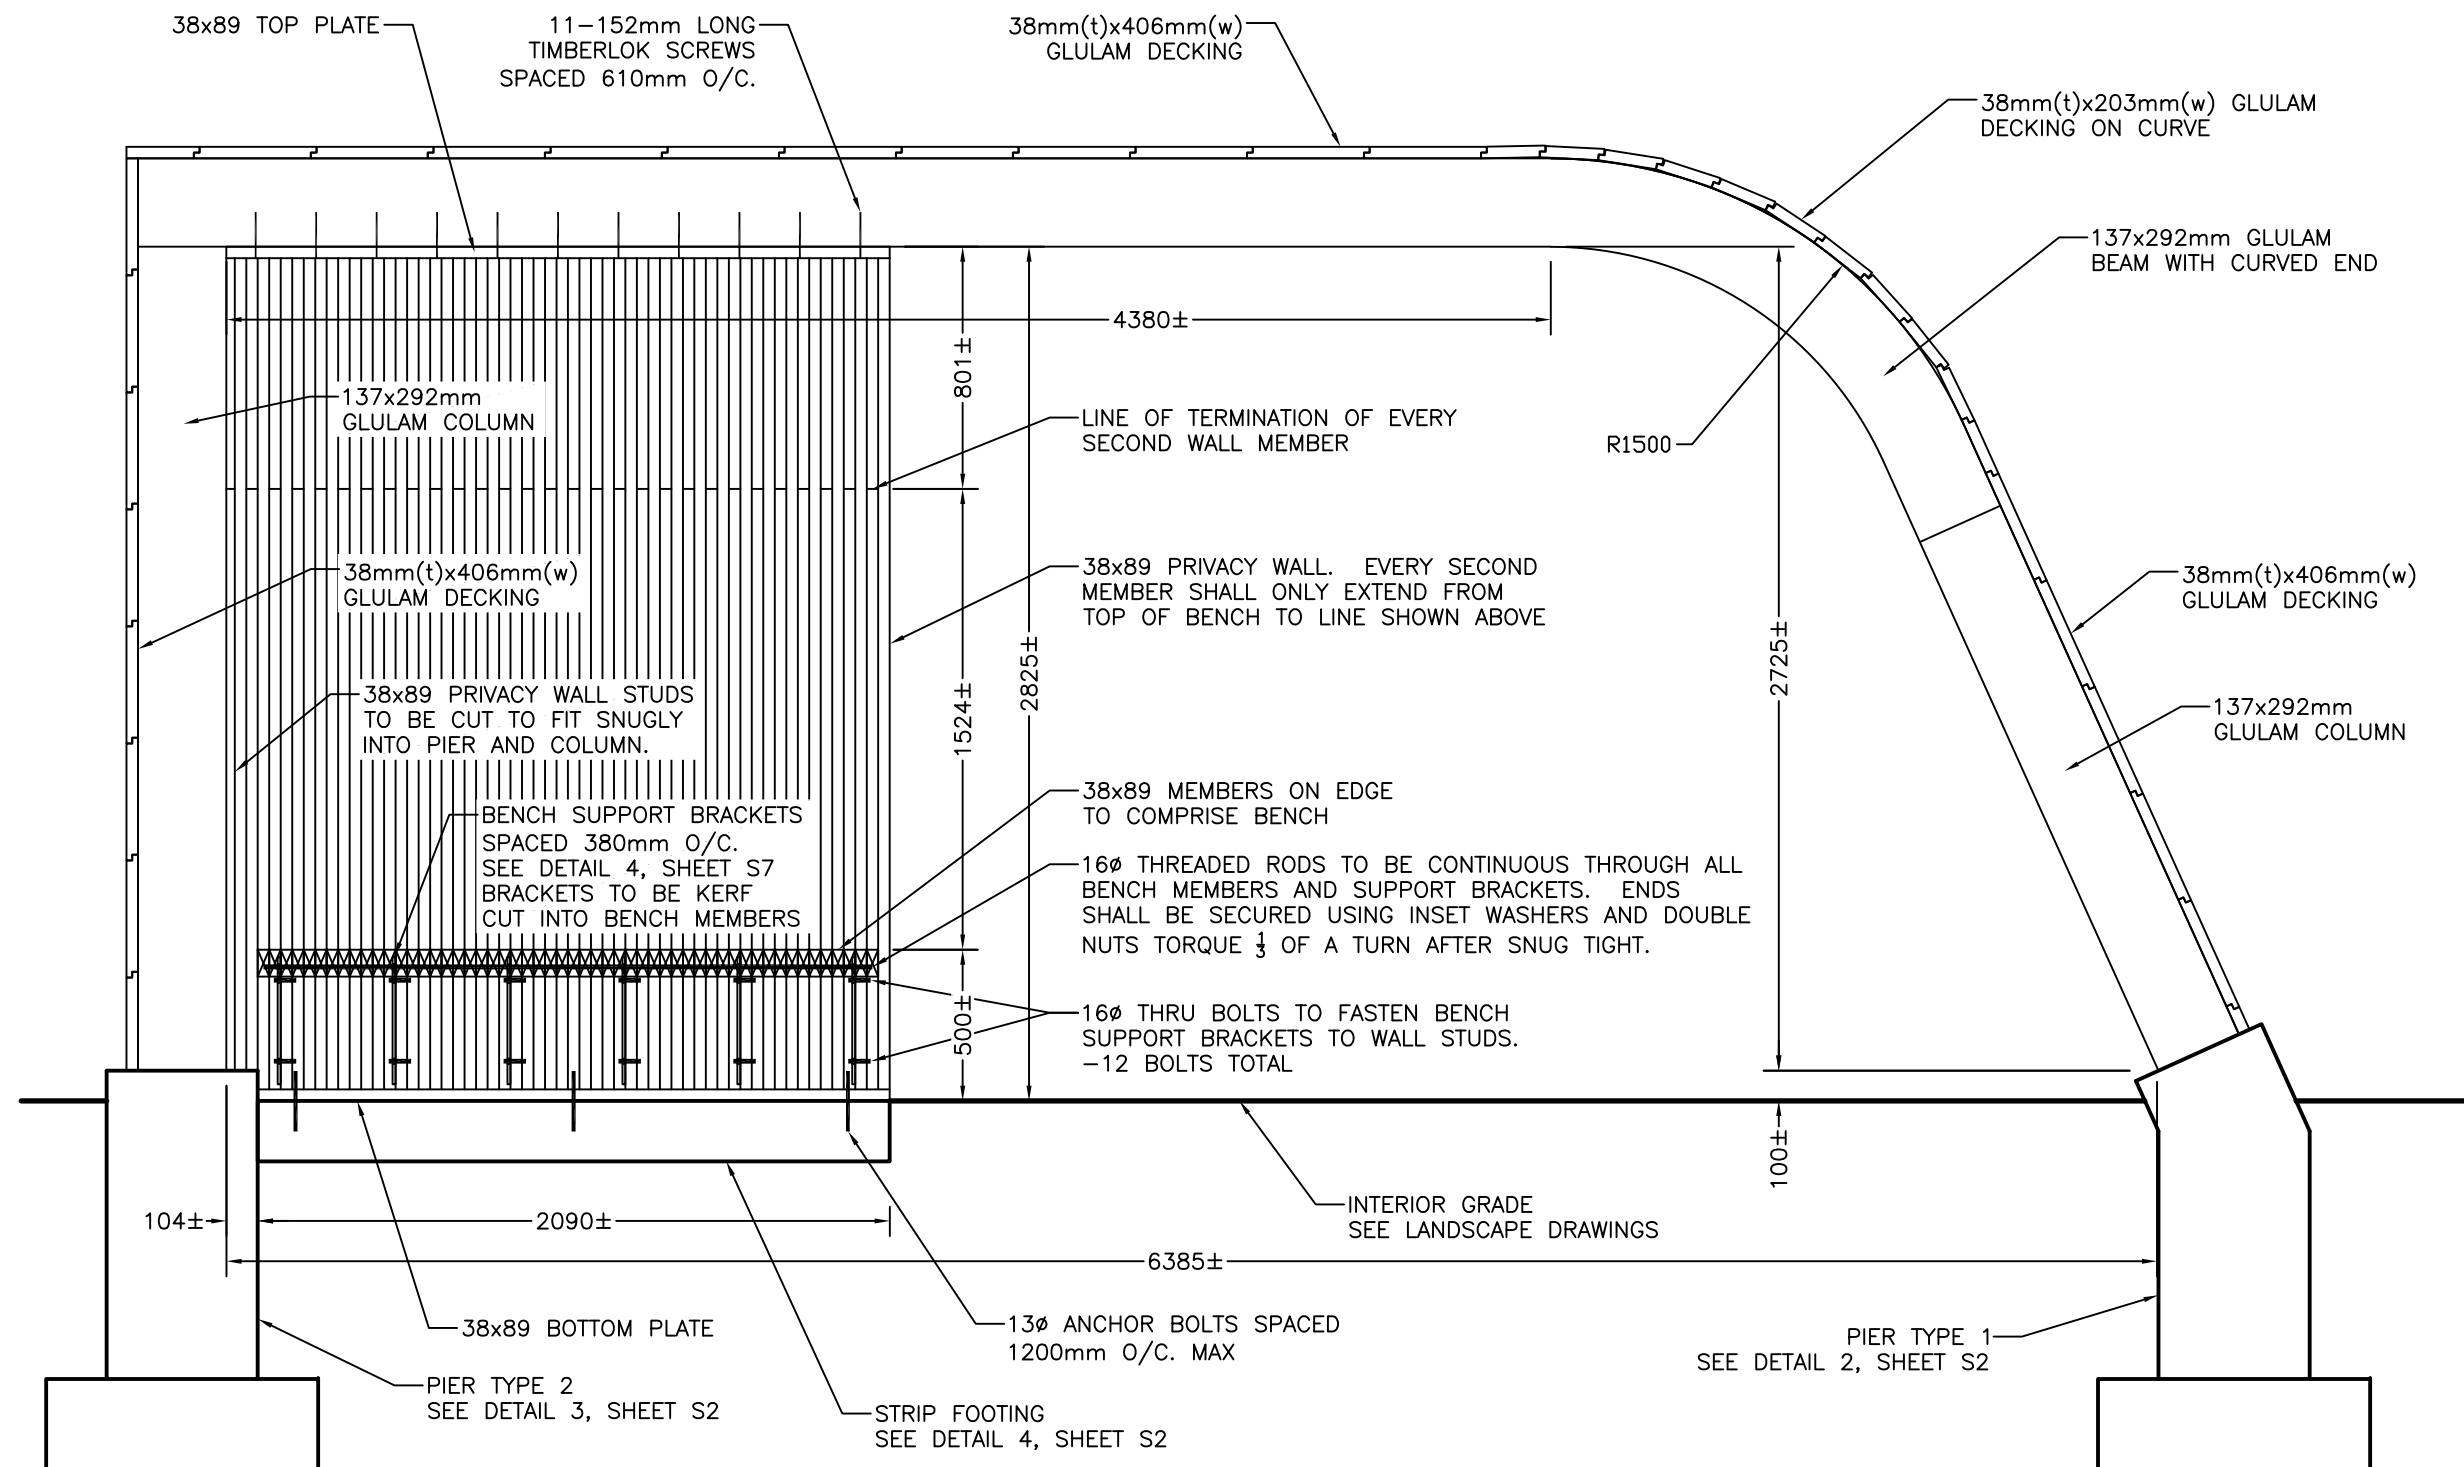 38x89 TOP PLATE
11-152mm LONG
TIMBERLOK SCREWS
SPACED 610mm O/C.
38mm(t)x406mm(w)
GLULAM DECKING
38mm(t)x203mm(w) GLULAM
DECKING ON CURVE
137x292mm GLULAM
BEAM WITH CURVED END
4380±
801±
137x292mm
GLULAM COLUMN
LINE OF TERMINATION OF EVERY
SECOND WALL MEMBER
R1500
38mm(t)x406mm(w)
GLULAM DECKING
38x89 PRIVACY WALL. EVERY SECOND
MEMBER SHALL ONLY EXTEND FROM
TOP OF BENCH TO LINE SHOWN ABOVE
38mm(t)x406mm(w)
GLULAM DECKING
2825±
2725±
1524±
38x89 PRIVACY WALL STUDS
TO BE CUT TO FIT SNUGLY
INTO PIER AND COLUMN.
137x292mm
GLULAM COLUMN
BENCH SUPPORT BRACKETS
SPACED 380mm O/C.
SEE DETAIL 4, SHEET S7
BRACKETS TO BE KERF
CUT INTO BENCH MEMBERS
38x89 MEMBERS ON EDGE
TO COMPRISE BENCH
16ø THREADED RODS TO BE CONTINUOUS THROUGH ALL
BENCH MEMBERS AND SUPPORT BRACKETS. ENDS
SHALL BE SECURED USING INSET WASHERS AND DOUBLE
NUTS TORQUE 1/3 OF A TURN AFTER SNUG TIGHT.
500±
16ø THRU BOLTS TO FASTEN BENCH
SUPPORT BRACKETS TO WALL STUDS.
-12 BOLTS TOTAL
100±
INTERIOR GRADE
SEE LANDSCAPE DRAWINGS
104±
2090±
6385±
38x89 BOTTOM PLATE
13ø ANCHOR BOLTS SPACED
1200mm O/C. MAX
PIER TYPE 1
SEE DETAIL 2, SHEET S2
PIER TYPE 2
SEE DETAIL 3, SHEET S2
STRIP FOOTING
SEE DETAIL 4, SHEET S2